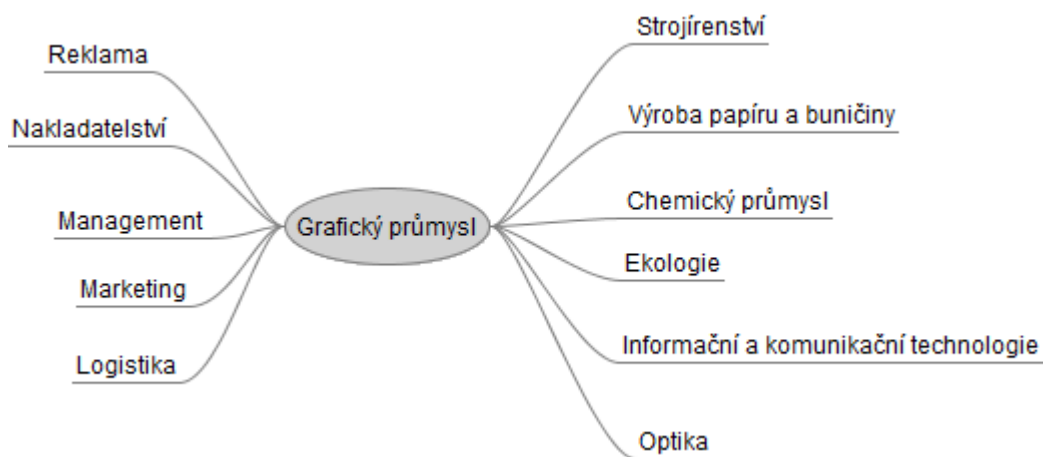 Reklama
Nakladatelství
Management
Marketing
Logistika
Grafický průmysl
Strojírenství
Výroba papíru a buničiny
Chemický průmysl
Ekologie
Informační a komunikační technologie
Optika